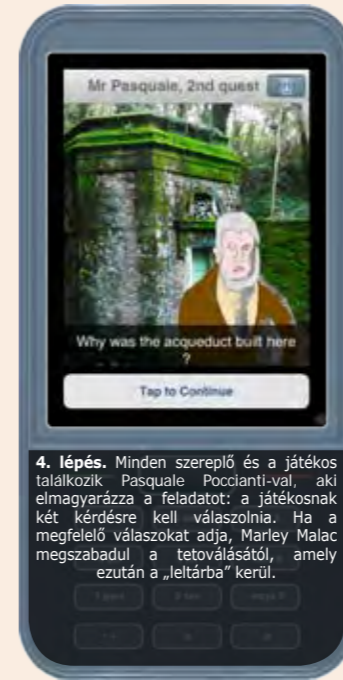 Mr Pasquale, 2nd quest
Why was the acqueduct built here
?
Tap to Continue
4. lépés. Minden szereplő és a játékos
találkozik Pasquale Poccianti-val, aki
elmagyarázza a feladatot: a játékosnak
két kérdésre kell válaszolnia. Ha a
megfelelő válaszokat adja, Marley Malac
megszabadul a tetoválásától, amely
ezután a „leltárba” kerül.